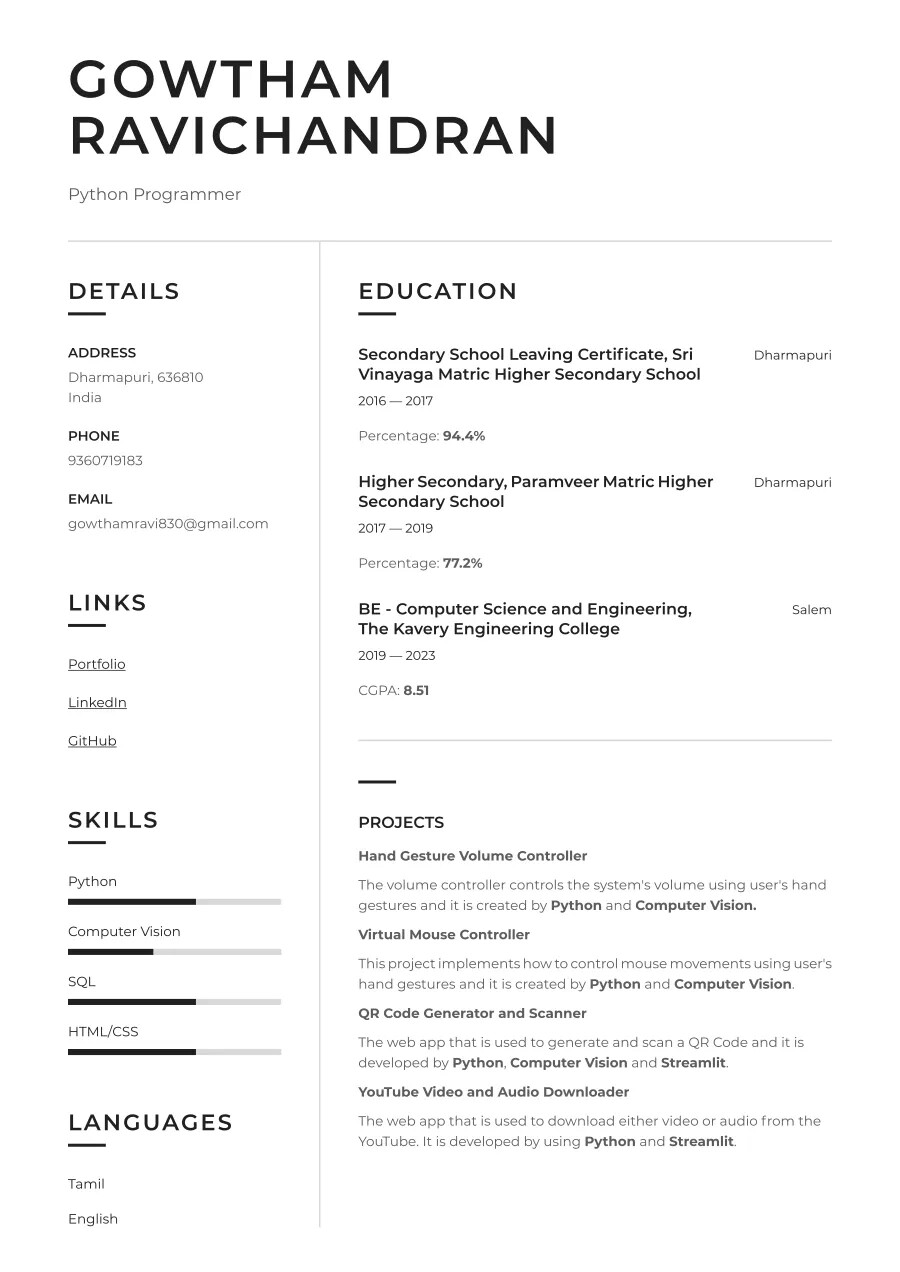 GOWTHAM
RAVICHANDRAN
Python Programmer
DETAILS
ADDRESS
Dharmapuri, 636810
India
PHONE
9360719183
EMAIL
gowthamravi830@gmail.com
LINKS
Portfolio
LinkedIn
GitHub
SKILLS
Python
Computer Vision
SQL
HTML/CSS
LANGUAGES
Tamil
English
EDUCATION
Secondary School Leaving Certificate, Sri
Vinayaga Matric Higher Secondary School
Dharmapuri
2016 — 2017
Percentage: 94.4%
Higher Secondary, Paramveer Matric Higher
Secondary School
Dharmapuri
2017 — 2019
Percentage: 77.2%
BE - Computer Science and Engineering,
The Kavery Engineering College
Salem
2019 — 2023
CGPA: 8.51
PROJECTS
Hand Gesture Volume Controller
The volume controller controls the system's volume using user's hand
gestures and it is created by Python and Computer Vision.
Virtual Mouse Controller
This project implements how to control mouse movements using user's
hand gestures and it is created by Python and Computer Vision.
QR Code Generator and Scanner
The web app that is used to generate and scan a QR Code and it is
developed by Python, Computer Vision and Streamlit.
YouTube Video and Audio Downloader
The web app that is used to download either video or audio from the
YouTube. It is developed by using Python and Streamlit.